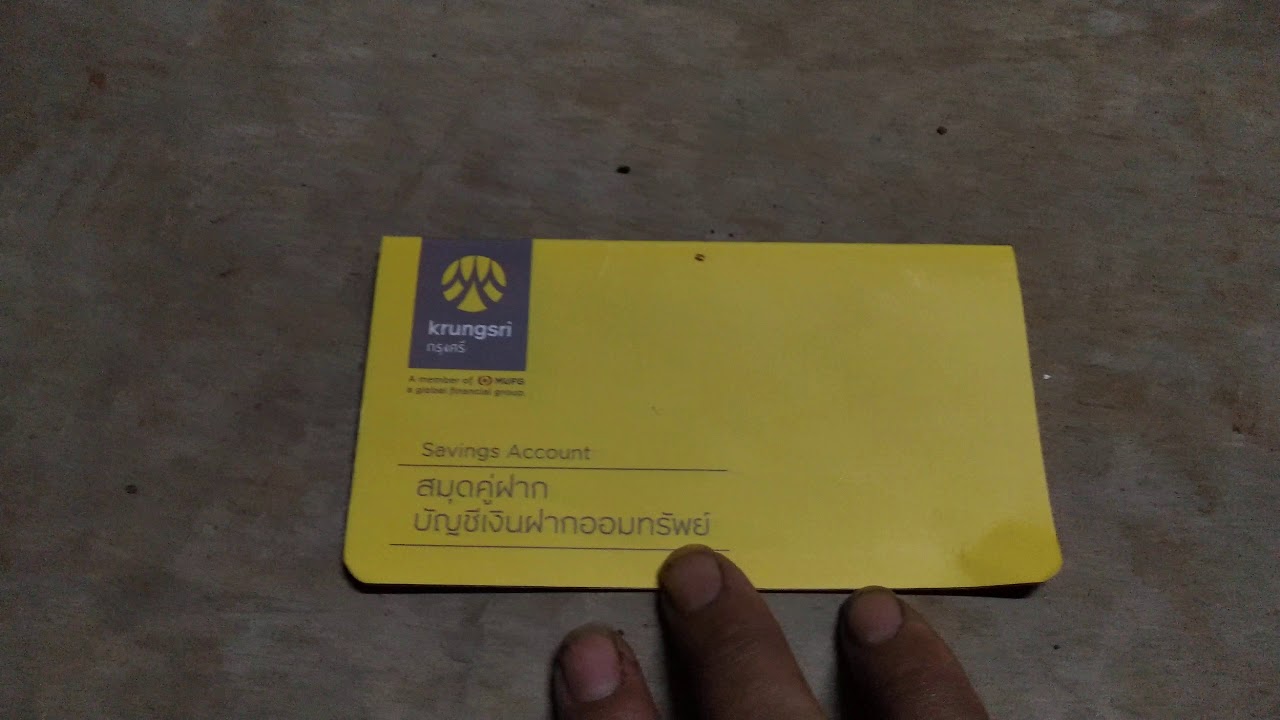 krungsri
กรุงศรี
A member of MUFG
a global financial group
Savings Account
สมุดคู่ฝาก
บัญชีเงินฝากออมทรัพย์